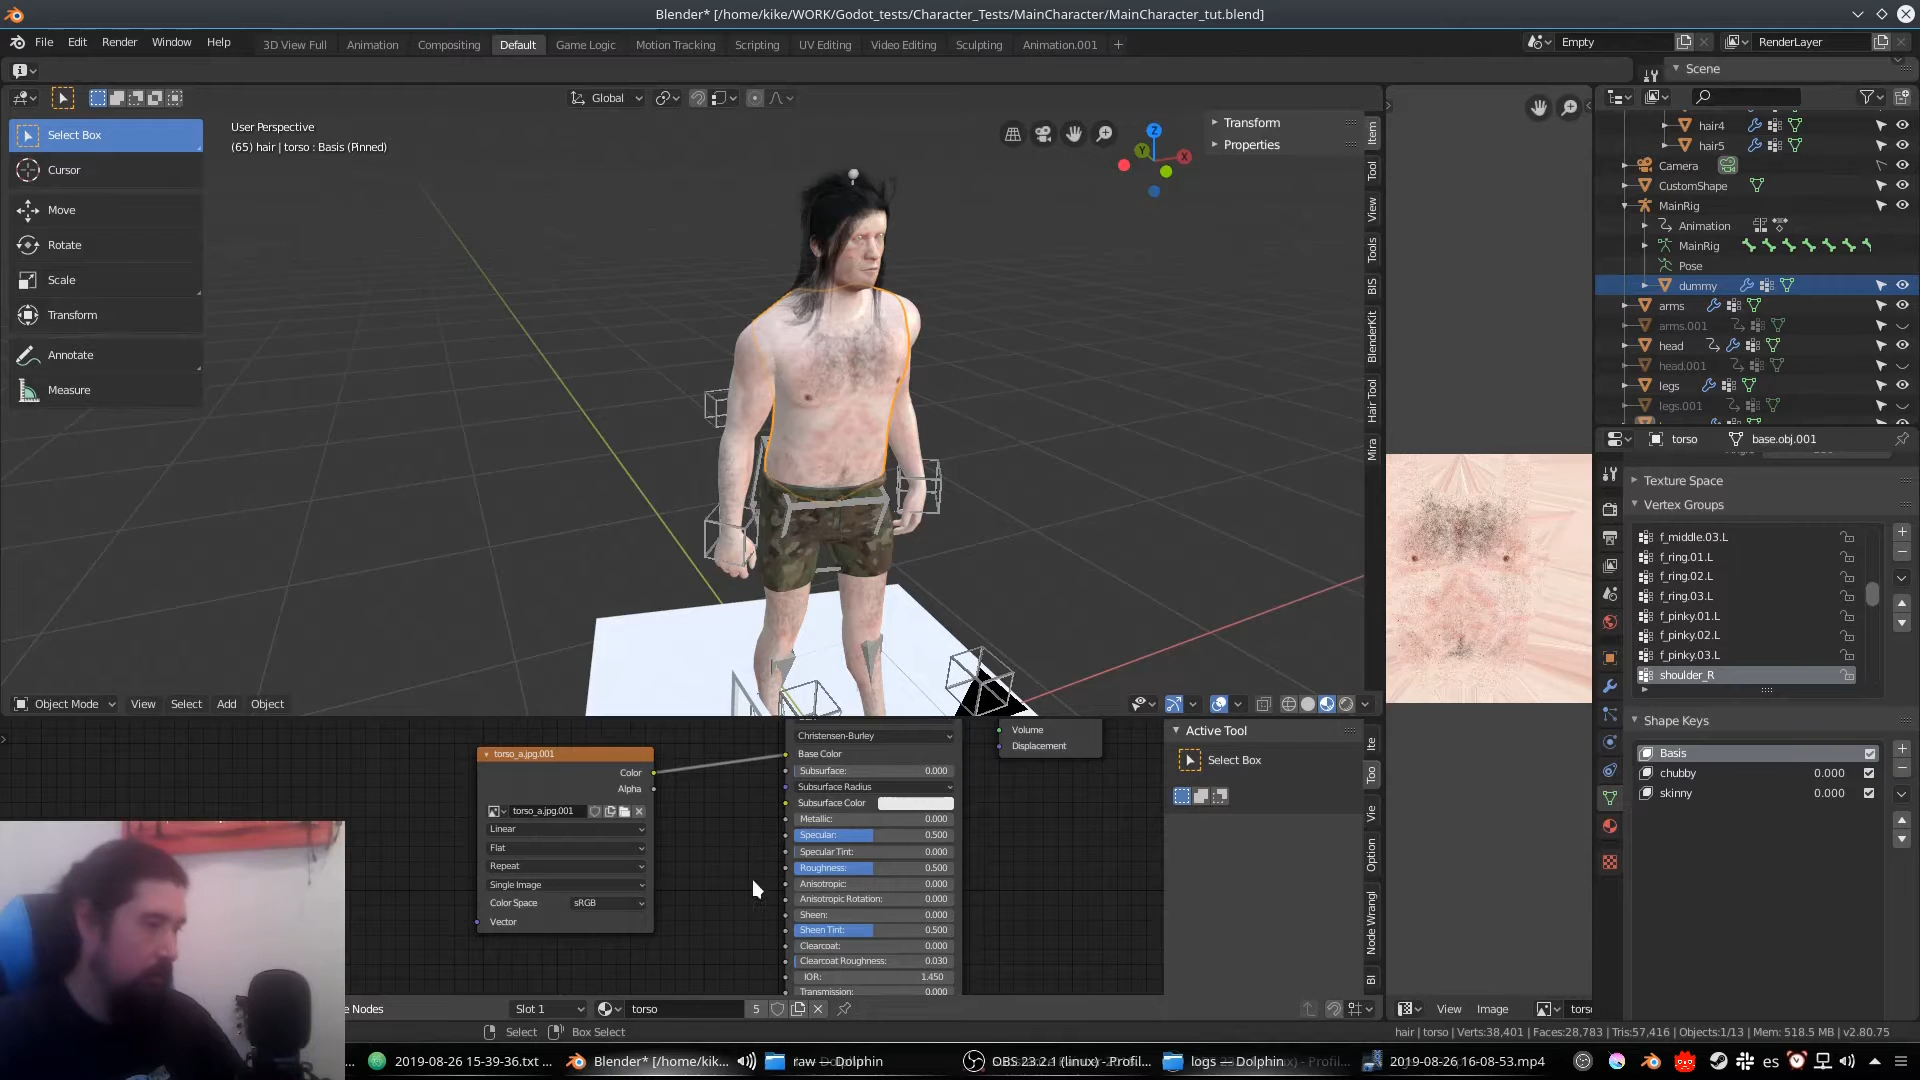 Blender* [/home/kike/WORK/Godot_tests/Character_Tests/MainCharacter/MainCharacter_tut.blend]
File Edit Render Window Help
3D View Full Animation Compositing Default Game Logic Motion Tracking Scripting UV Editing Video Editing Sculpting Animation.001 +
Empty
RenderLayer
Scene
Global
Select Box
Cursor
Move
Rotate
Scale
Transform
Annotate
Measure
User Perspective
(65) hair | torso : Basis (Pinned)
Transform
Properties
Z
Y
X
Item
Tool
View
Tools
BIS
BlenderKit
Hair Tool
Mira
hair4
hair5
Camera
CustomShape
MainRig
Animation
MainRig
Pose
dummy
arms
arms.001
head
head.001
legs
legs.001
torso base.obj.001
Texture Space
Vertex Groups
f_middle.03.L
f_ring.01.L
f_ring.02.L
f_ring.03.L
f_pinky.01.L
f_pinky.02.L
f_pinky.03.L
shoulder_R
Shape Keys
Basis
chubby 0.000
skinny 0.000
Object Mode View Select Add Object
torso_a.jpg.001
Color
Alpha
torso_a.jpg.001
Linear
Flat
Repeat
Single Image
Color Space sRGB
Vector
Christensen-Burley
Base Color
Subsurface: 0.000
Subsurface Radius
Subsurface Color
Metallic: 0.000
Specular: 0.500
Specular Tint: 0.000
Roughness: 0.500
Anisotropic: 0.000
Anisotropic Rotation: 0.000
Sheen: 0.000
Sheen Tint: 0.500
Clearcoat: 0.000
Clearcoat Roughness: 0.030
IOR: 1.450
Transmission: 0.000
Volume
Displacement
Active Tool
Select Box
Ite
Too
Vie
Option
Node Wrangl
BI
e Nodes Slot 1 torso 5
View Image tors
Select Box Select
hair | torso | Verts:38,401 | Faces:28,783 | Tris:57,416 | Objects:1/13 | Mem: 518.5 MB | v2.80.75
2019-08-26 15-39-36.txt ... Blender* [/home/kik... raw — Dolphin OBS 23.2.1 (linux) - Profil... logs — Dolphin 2019-08-26 16-08-53.mp4 es